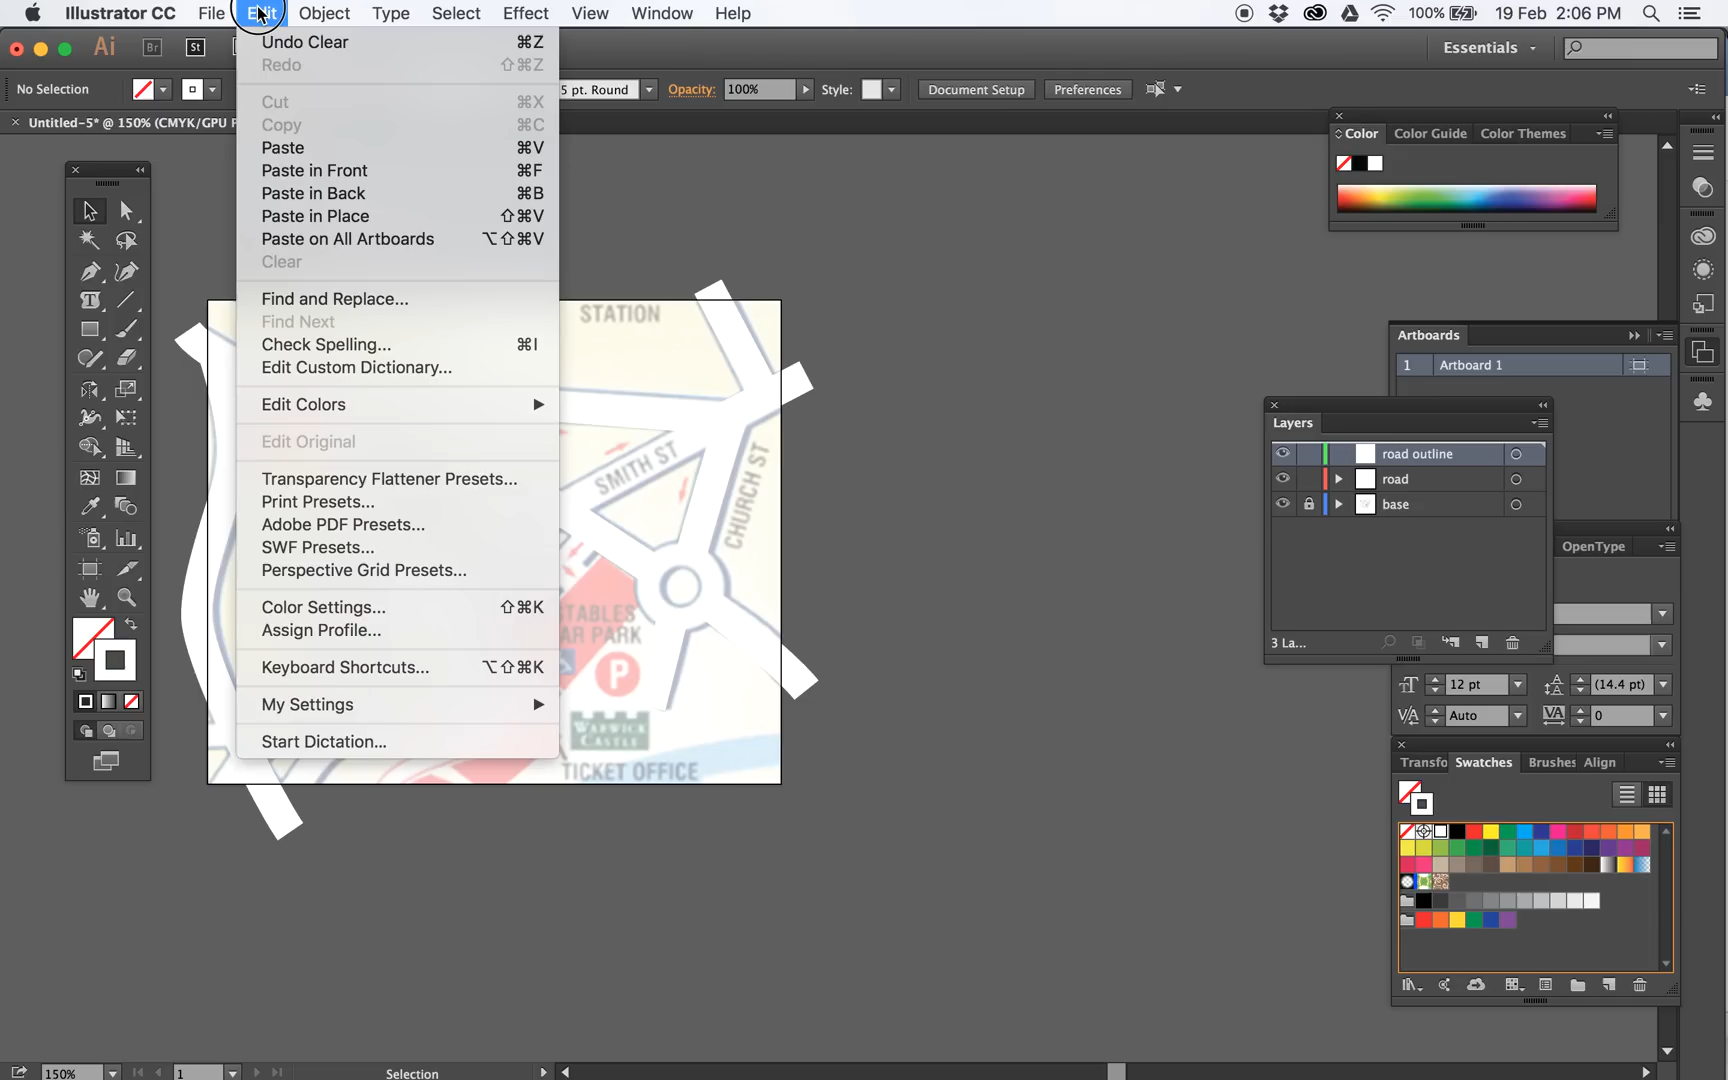 Illustrator CC File Edit Object Type Select Effect View Window Help 100% 19 Feb 2:06 PM
Ai Br St Essentials
No Selection 5 pt. Round Opacity: 100% Style: Document Setup Preferences
× Untitled-5* @ 150% (CMYK/GPU P
Undo Clear ⌘Z
Redo ⇧⌘Z
Cut ⌘X
Copy ⌘C
Paste ⌘V
Paste in Front ⌘F
Paste in Back ⌘B
Paste in Place ⇧⌘V
Paste on All Artboards ⌥⇧⌘V
Clear
Find and Replace...
Find Next
Check Spelling... ⌘I
Edit Custom Dictionary...
Edit Colors
Edit Original
Transparency Flattener Presets...
Print Presets...
Adobe PDF Presets...
SWF Presets...
Perspective Grid Presets...
Color Settings... ⇧⌘K
Assign Profile...
Keyboard Shortcuts... ⌥⇧⌘K
My Settings
Start Dictation...
STATION
SMITH ST
CHURCH ST
STABLES
AR PARK
P
WARWICK
CASTLE
TICKET OFFICE
Color Color Guide Color Themes
Artboards
1 Artboard 1
Layers
road outline
road
base
3 La...
OpenType
12 pt (14.4 pt)
Auto 0
Transfo Swatches Brushes Align
150% 1 Selection